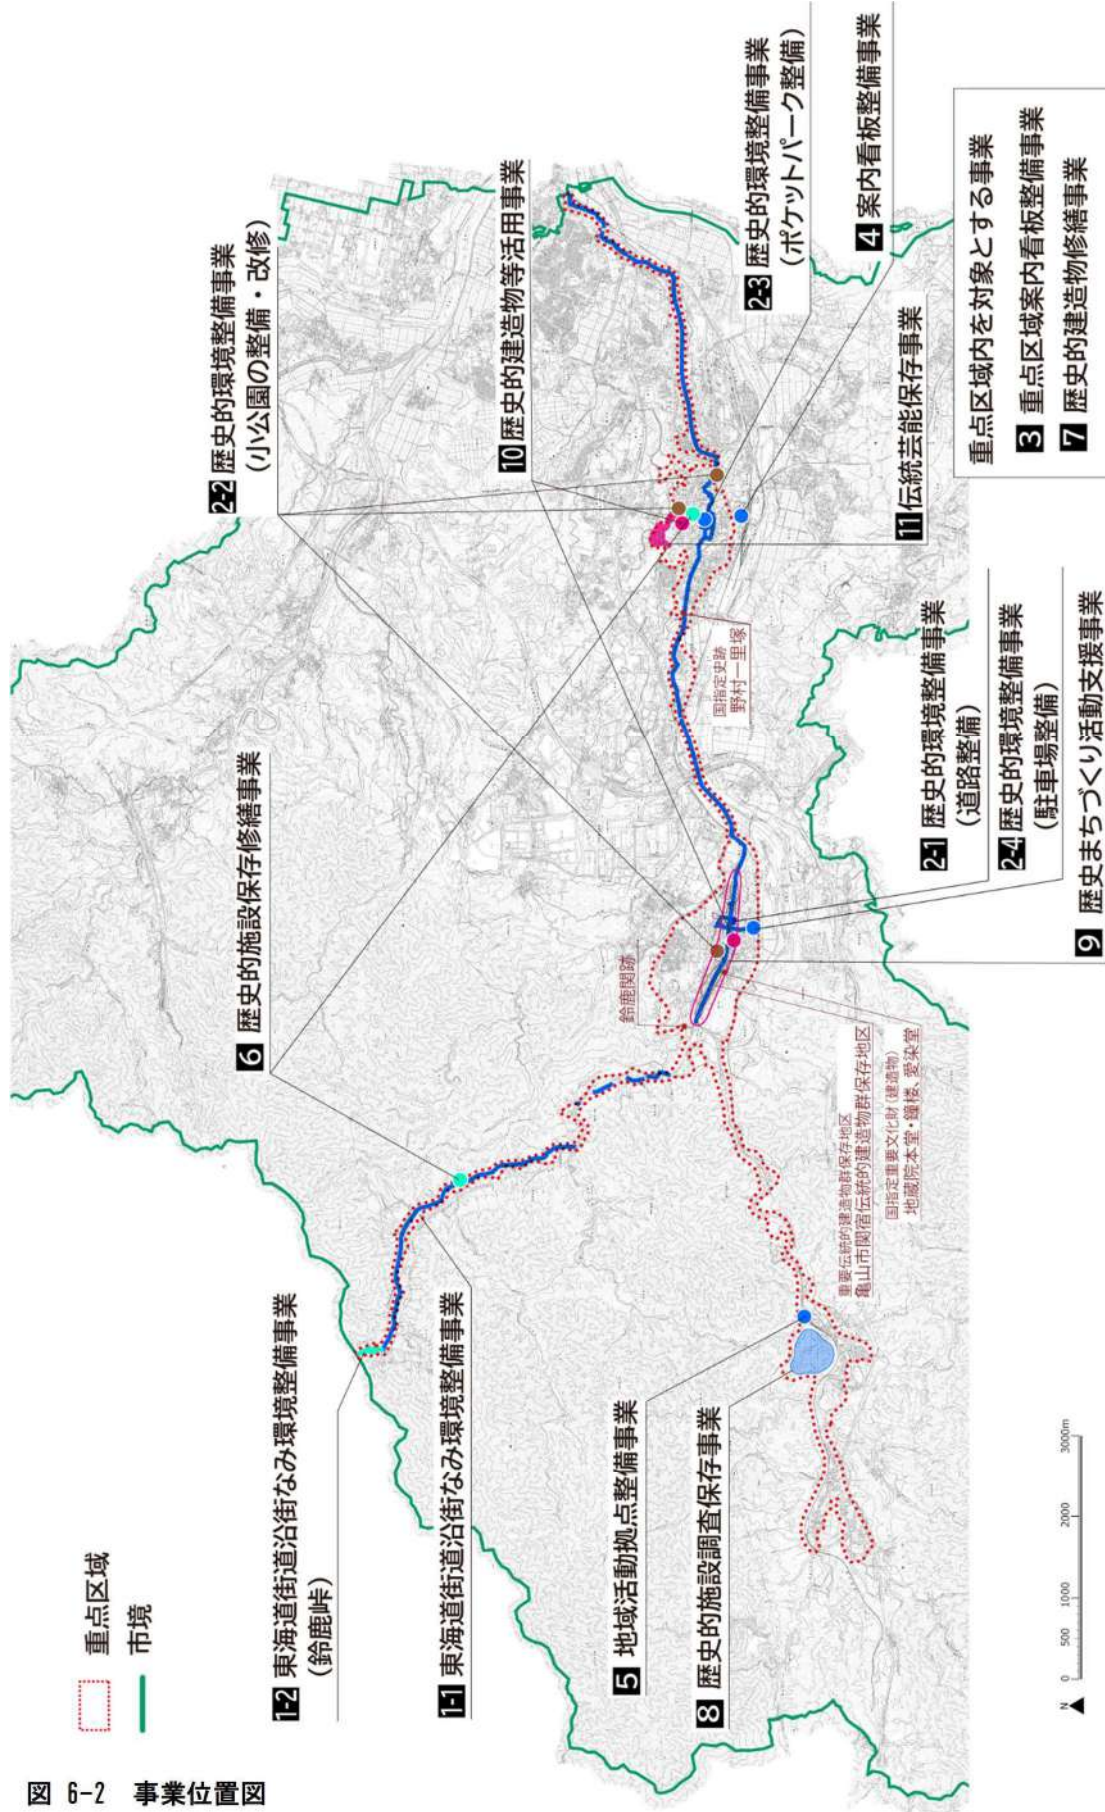 重点区域
市境
1-2 東海道街道沿街なみ環境整備事業
(鈴鹿峠)
1-1 東海道街道沿街なみ環境整備事業
6 歴史的施設保存修繕事業
2-2 歴史的環境整備事業
(小公園の整備・改修)
10 歴史的建造物等活用事業
2-3 歴史的環境整備事業
(ポケットパーク整備)
4 案内看板整備事業
11 伝統芸能保存事業
重点区域内を対象とする事業
3 重点区域案内看板整備事業
7 歴史的建造物修繕事業
国指定史跡
野村一里塚
鈴鹿関跡
2-1 歴史的環境整備事業
(道路整備)
2-4 歴史的環境整備事業
(駐車場整備)
9 歴史まちづくり活動支援事業
重要伝統的建造物群保存地区
亀山市関宿伝統的建造物群保存地区
国指定重要文化財(建造物)
地蔵院本堂・鐘楼、愛染堂
5 地域活動拠点整備事業
8 歴史的施設調査保存事業
N
0 500 1000 2000 3000m
図 6-2 事業位置図